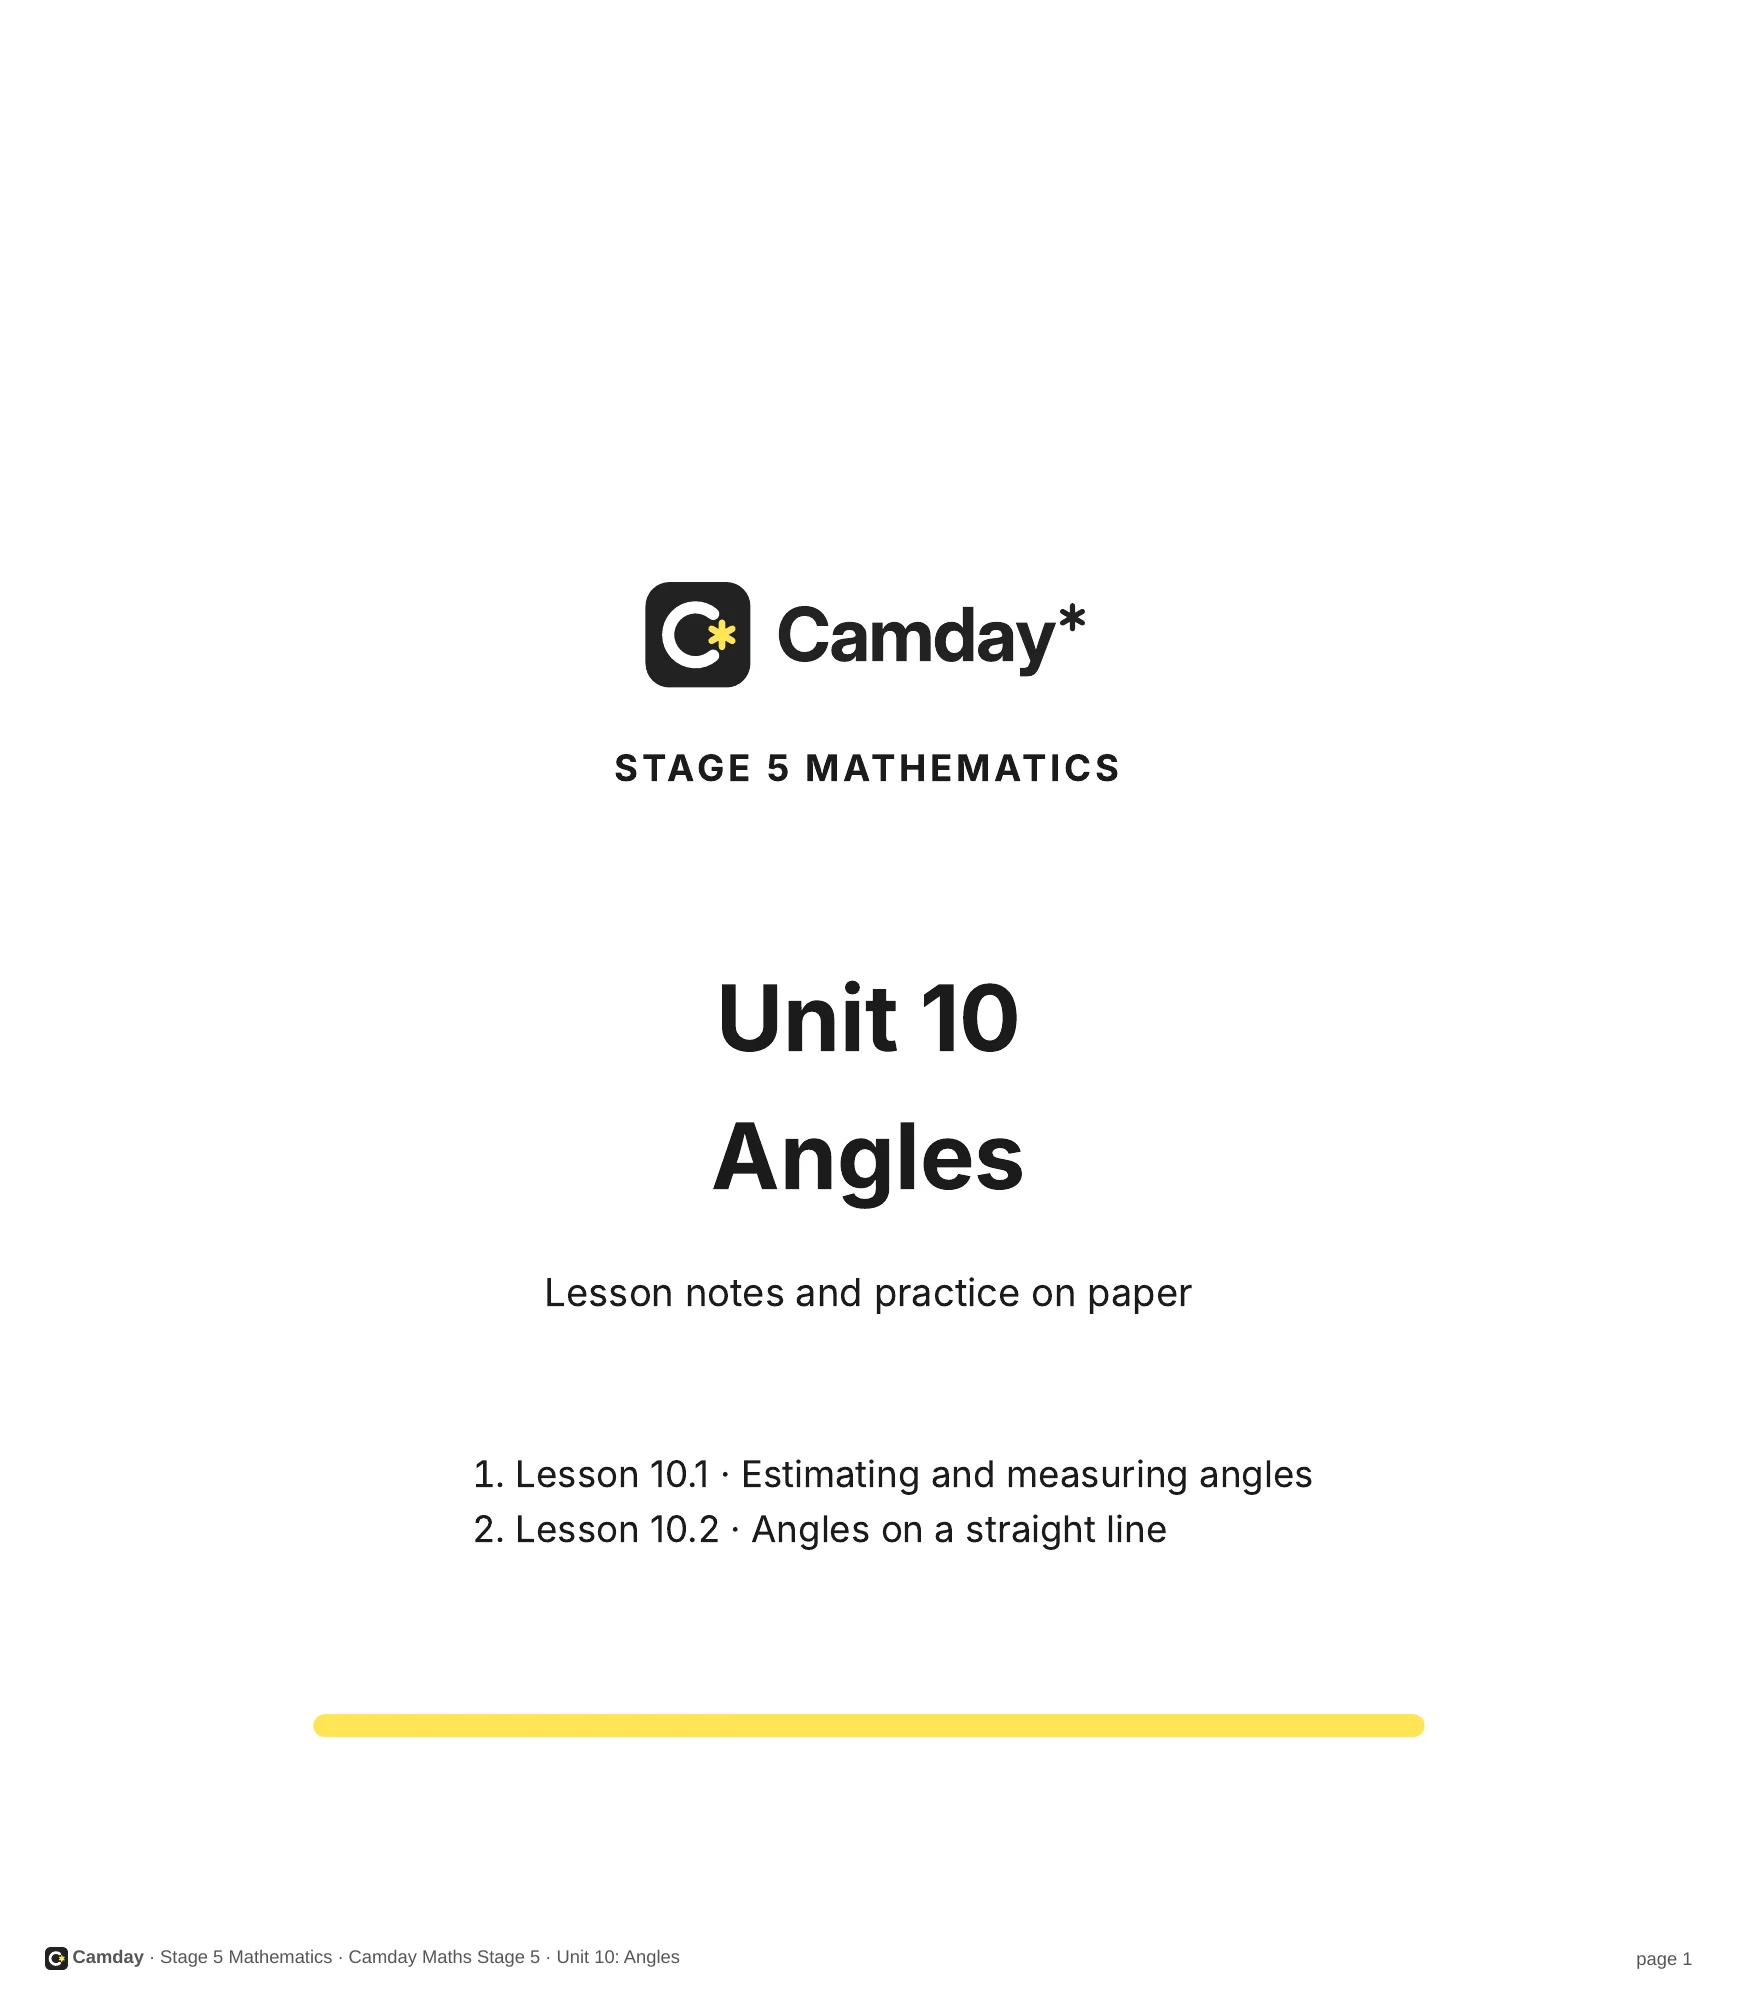 Camday*
STAGE 5 MATHEMATICS
Unit 10
Angles
Lesson notes and practice on paper
1. Lesson 10.1 · Estimating and measuring angles
2. Lesson 10.2 · Angles on a straight line
Camday · Stage 5 Mathematics · Camday Maths Stage 5 · Unit 10: Angles
page 1